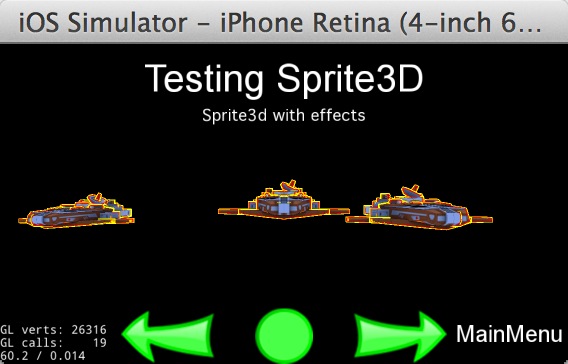 iOS Simulator – iPhone Retina (4-inch 6...
Testing Sprite3D
Sprite3d with effects
GL verts: 26316
GL calls: 19
60.2 / 0.014
MainMenu